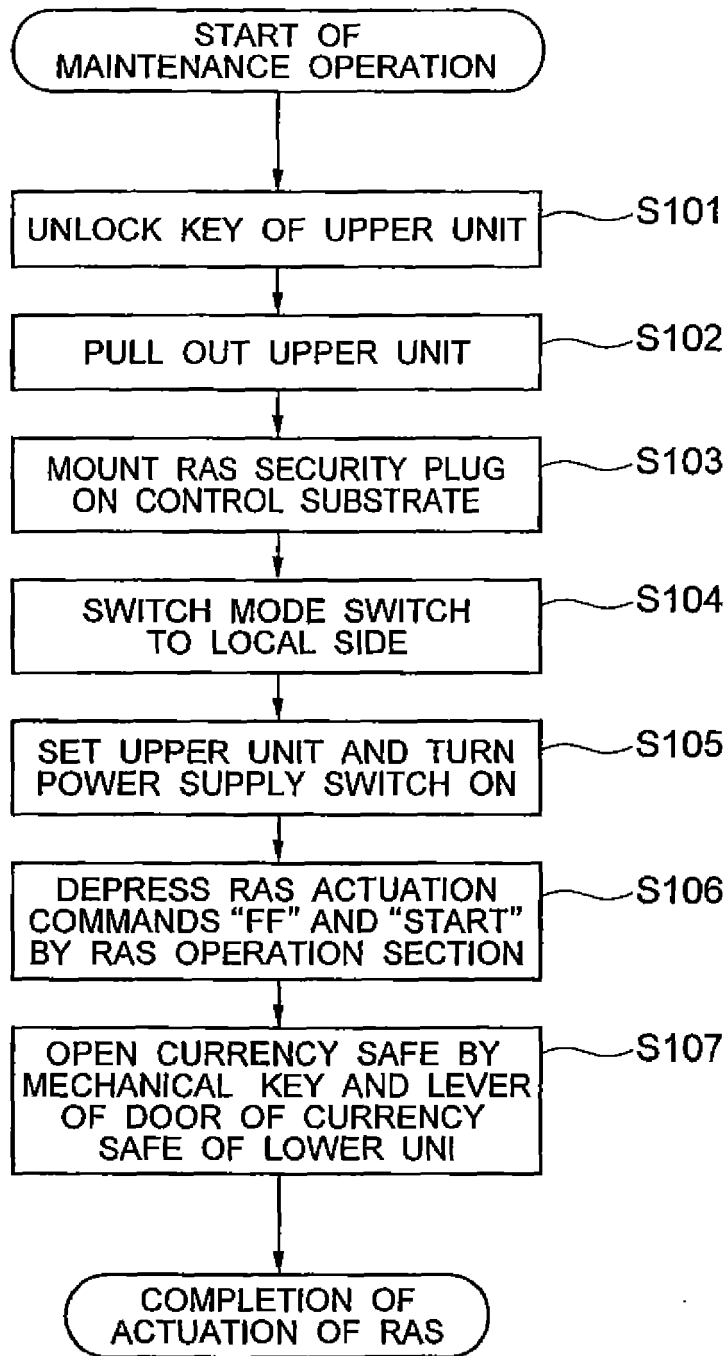 START OF
MAINTENANCE OPERATION
UNLOCK KEY OF UPPER UNIT
S101
PULL OUT UPPER UNIT
S102
MOUNT RAS SECURITY PLUG
ON CONTROL SUBSTRATE
S103
SWITCH MODE SWITCH
TO LOCAL SIDE
S104
SET UPPER UNIT AND TURN
POWER SUPPLY SWITCH ON
S105
DEPRESS RAS ACTUATION
COMMANDS “FF” AND “START”
BY RAS OPERATION SECTION
S106
OPEN CURRENCY SAFE BY
MECHANICAL KEY AND LEVER
OF DOOR OF CURRENCY
SAFE OF LOWER UNI
S107
COMPLETION OF
ACTUATION OF RAS